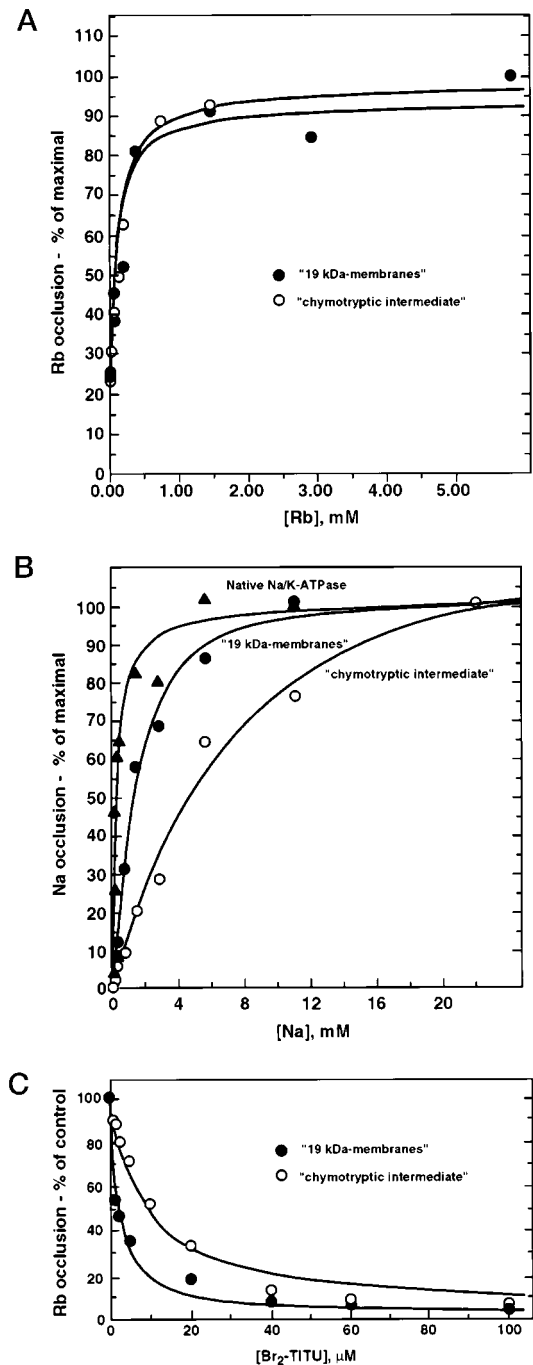 A
Rb occlusion - % of maximal
110
100
90
80
70
60
50
40
30
20
10
0
"19 kDa-membranes"
"chymotryptic intermediate"
0.00 1.00 2.00 3.00 4.00 5.00
[Rb], mM
B
Na occlusion - % of maximal
100
90
80
70
60
50
40
30
20
10
0
Native Na/K-ATPase
"19 kDa-membranes"
"chymotryptic intermediate"
0 4 8 12 16 20
[Na], mM
C
Rb occlusion - % of control
100
80
60
40
20
0
"19 kDa-membranes"
"chymotryptic intermediate"
0 20 40 60 80 100
[Br2-TITU], μM